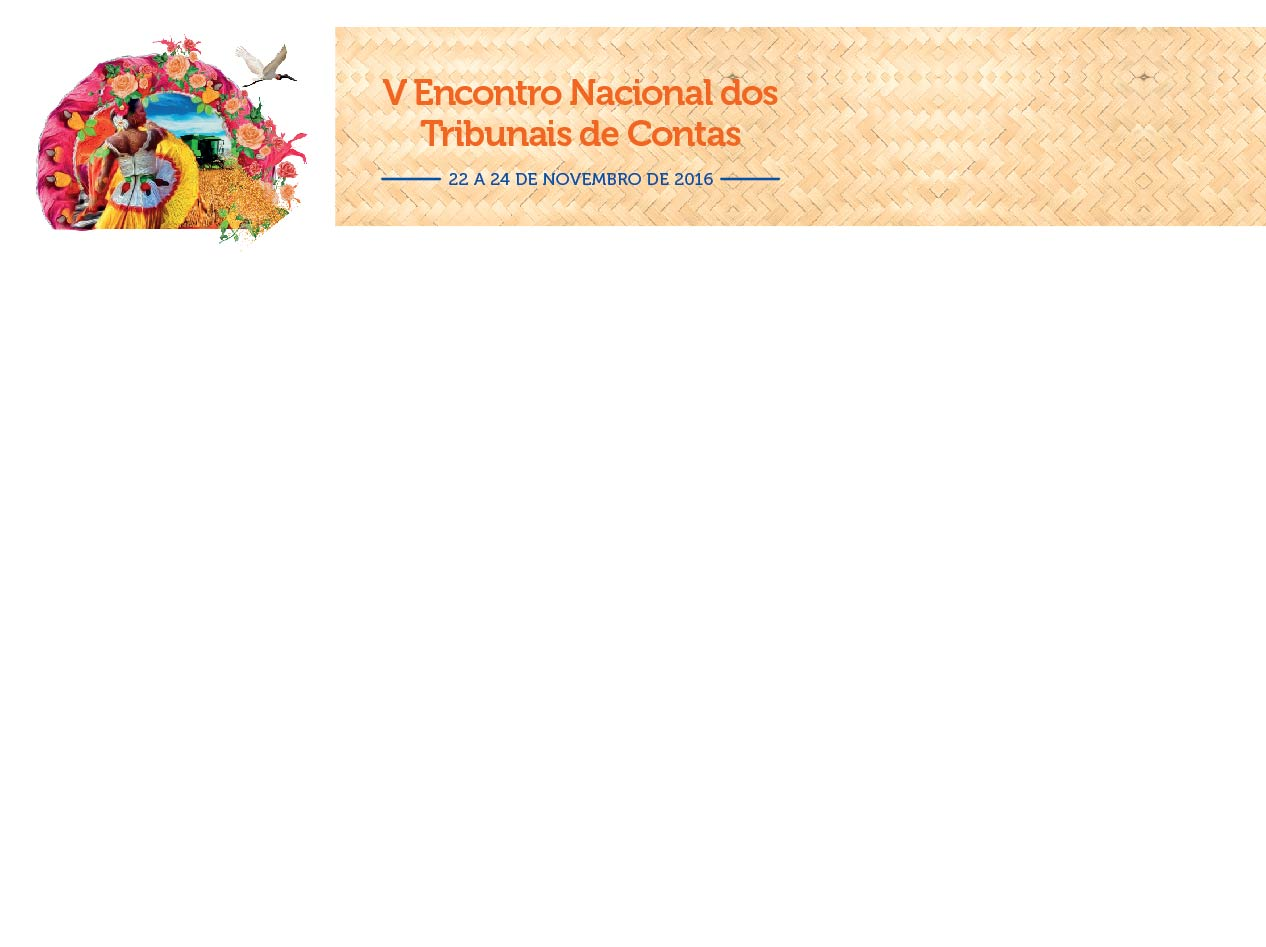 V Encontro Nacional dos
Tribunais de Contas
22 A 24 DE NOVEMBRO DE 2016